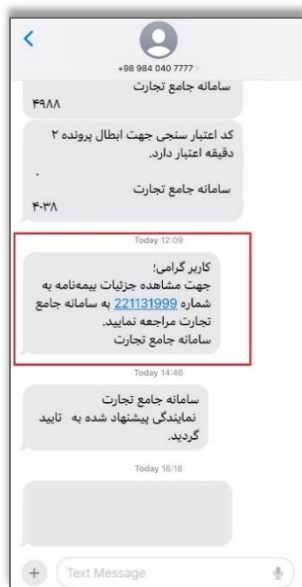 +98 984 040 7777
سامانه جامع تجارت
۴۹۸۸
کد اعتبار سنجی جهت ابطال پرونده ۲
دقیقه اعتبار دارد.
.
سامانه جامع تجارت
۴۰۳۸
Today 12:09
کاربر گرامی؛
جهت مشاهده جزئیات بیمه‌نامه به
شماره 221131999 به سامانه جامع
تجارت مراجعه نمایید.
سامانه جامع تجارت
Today 14:46
سامانه جامع تجارت
نمایندگی پیشنهاد شده به تایید
گردید.
Today 16:18
Text Message